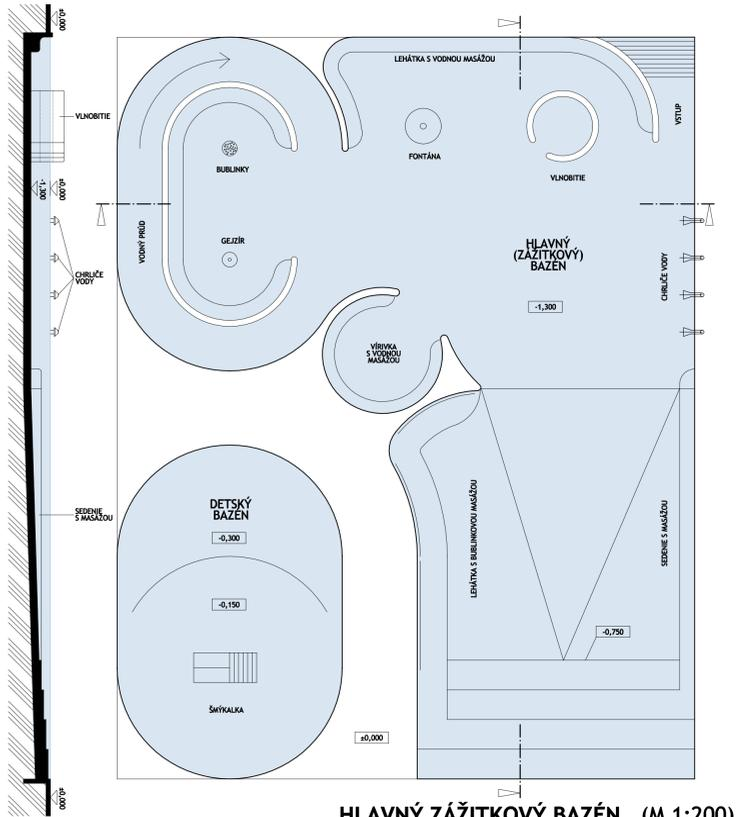 ±0,000
VLNOBITIE
-1,300
±0,000
CHRLIČE
VODY
SEDENIE
S MASÁŽOU
±0,000
LEHÁTKA S VODNOU MASÁŽOU
VSTUP
FONTÁNA
VLNOBITIE
BUBLINKY
GEJZÍR
VODNÝ PRÚD
HLAVNÝ
(ZÁŽITKOVÝ)
BAZÉN
-1,300
CHRLIČE VODY
VÍRIVKA
S VODNOU
MASÁŽOU
DETSKÝ
BAZÉN
-0,300
-0,150
ŠMÝKALKA
LEHÁTKA S BUBLINKOVOU MASÁŽOU
SEDENIE S MASÁŽOU
-0,750
±0,000
HLAVNÝ ZÁŽITKOVÝ BAZÉN (M 1:200)